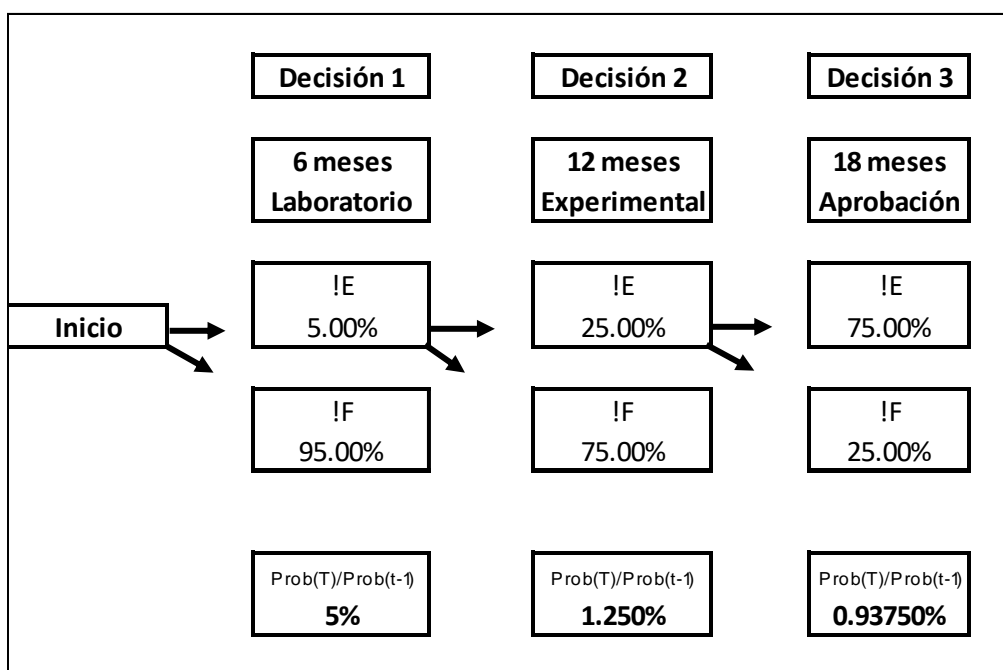 Decisión 1
Decisión 2
Decisión 3
6 meses
Laboratorio
12 meses
Experimental
18 meses
Aprobación
Inicio
!E
5.00%
!E
25.00%
!E
75.00%
!F
95.00%
!F
75.00%
!F
25.00%
Prob(T)/Prob(t-1)
5%
Prob(T)/Prob(t-1)
1.250%
Prob(T)/Prob(t-1)
0.93750%